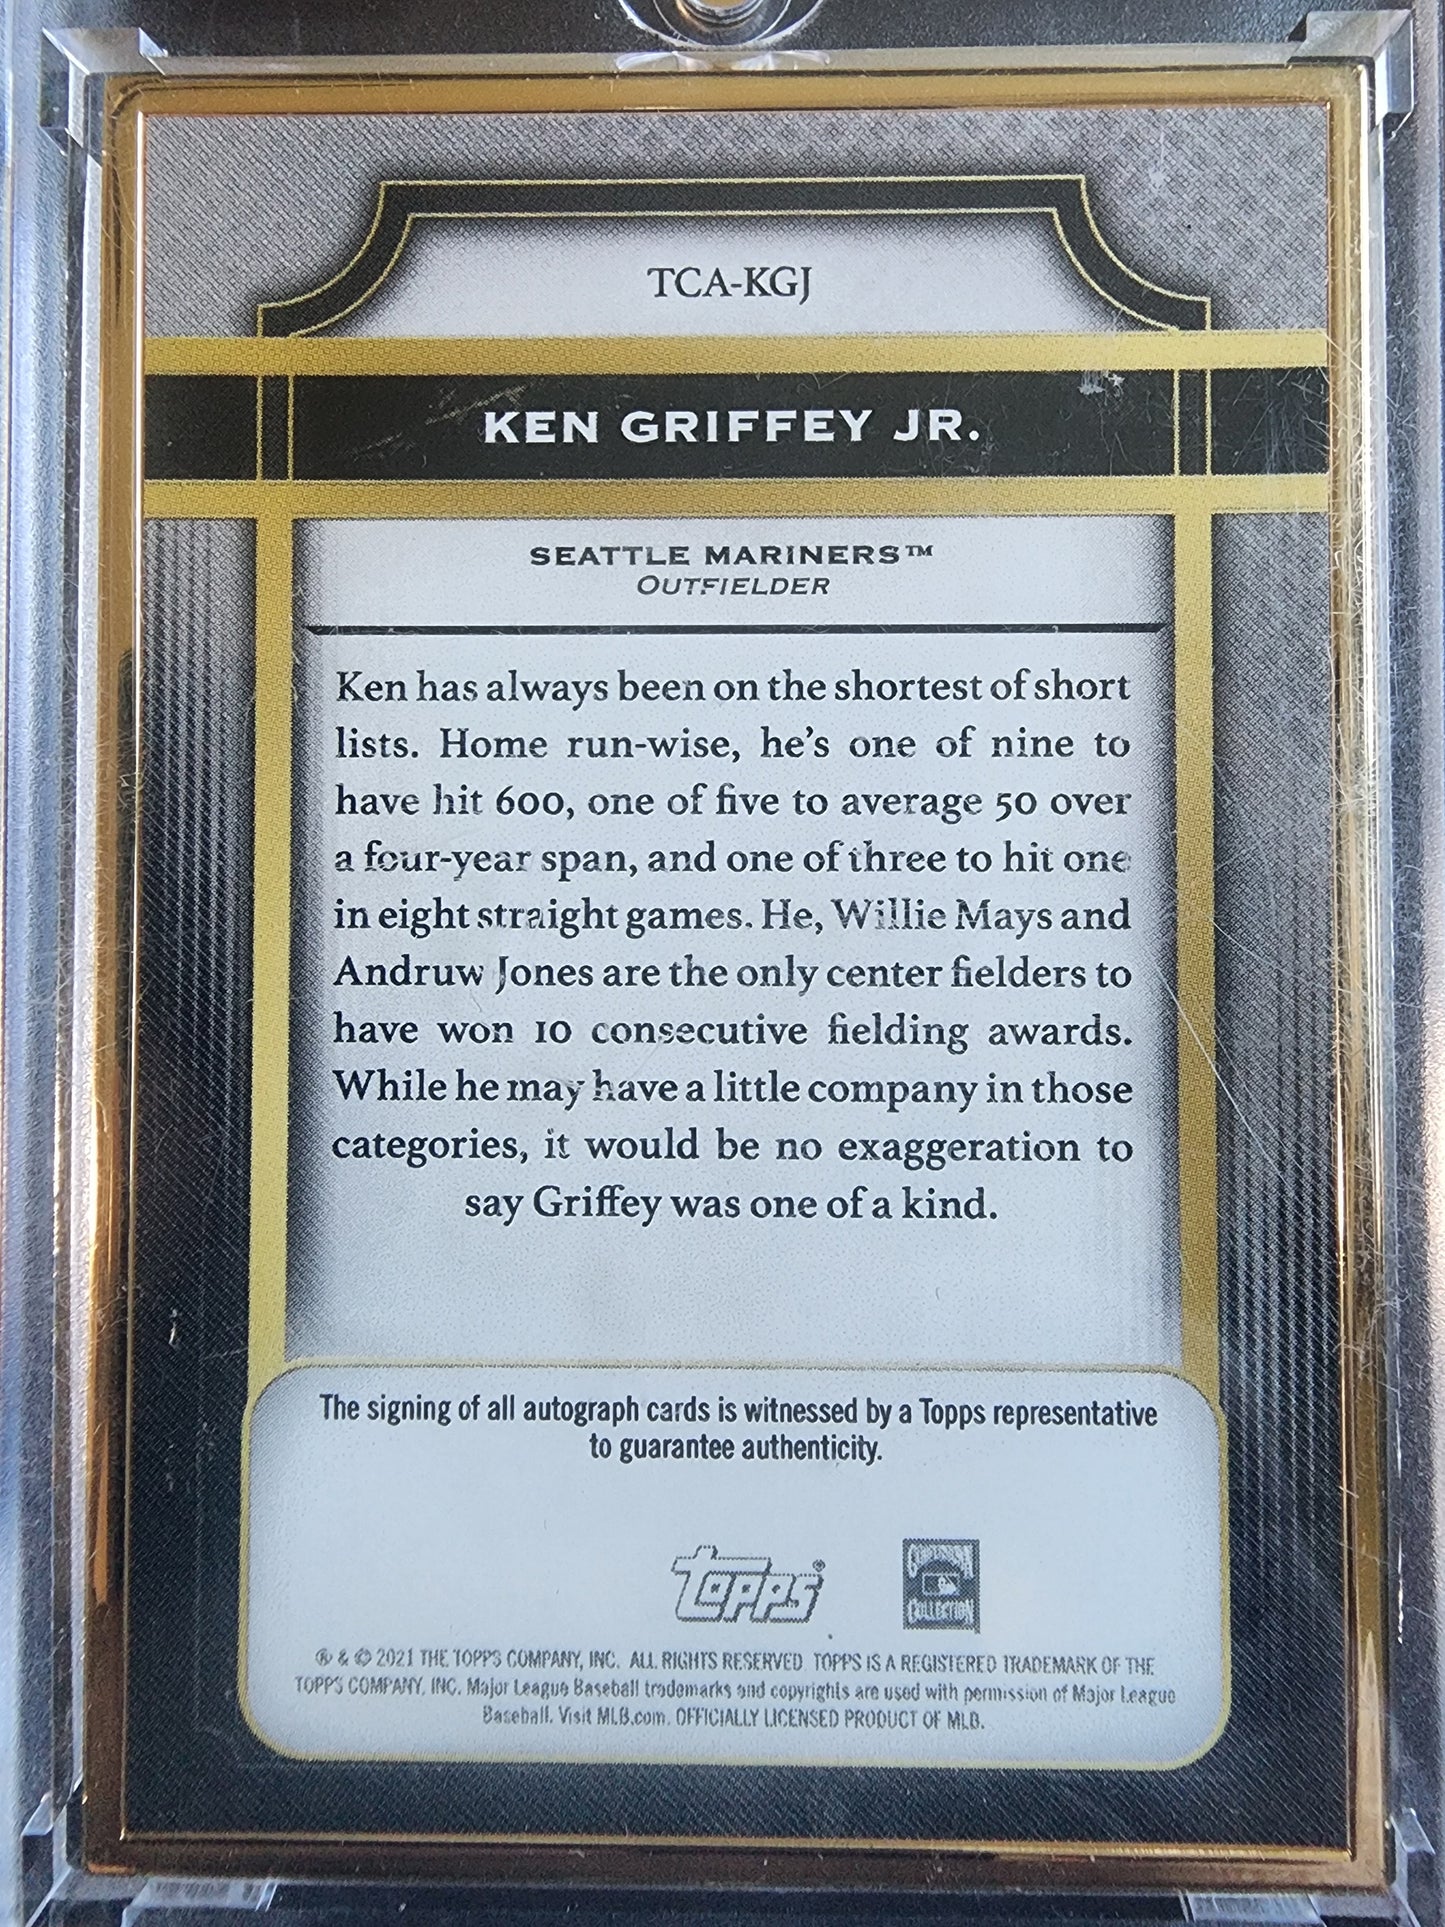 TCA-KGJ
KEN GRIFFEY JR.
SEATTLE MARINERS™
OUTFIELDER
Ken has always been on the shortest of short
lists. Home run-wise, he's one of nine to
have hit 600, one of five to average 50 over
a four-year span, and one of three to hit one
in eight straight games. He, Willie Mays and
Andruw Jones are the only center fielders to
have won 10 consecutive fielding awards.
While he may have a little company in those
categories, it would be no exaggeration to
say Griffey was one of a kind.
The signing of all autograph cards is witnessed by a Topps representative
to guarantee authenticity.
Topps®
COOPERSTOWN
COLLECTION
® & © 2021 THE TOPPS COMPANY, INC. ALL RIGHTS RESERVED TOPPS IS A REGISTERED TRADEMARK OF THE
TOPPS COMPANY, INC. Major League Baseball trademarks and copyrights are used with permission of Major League
Baseball. Visit MLB.com. OFFICIALLY LICENSED PRODUCT OF MLB.